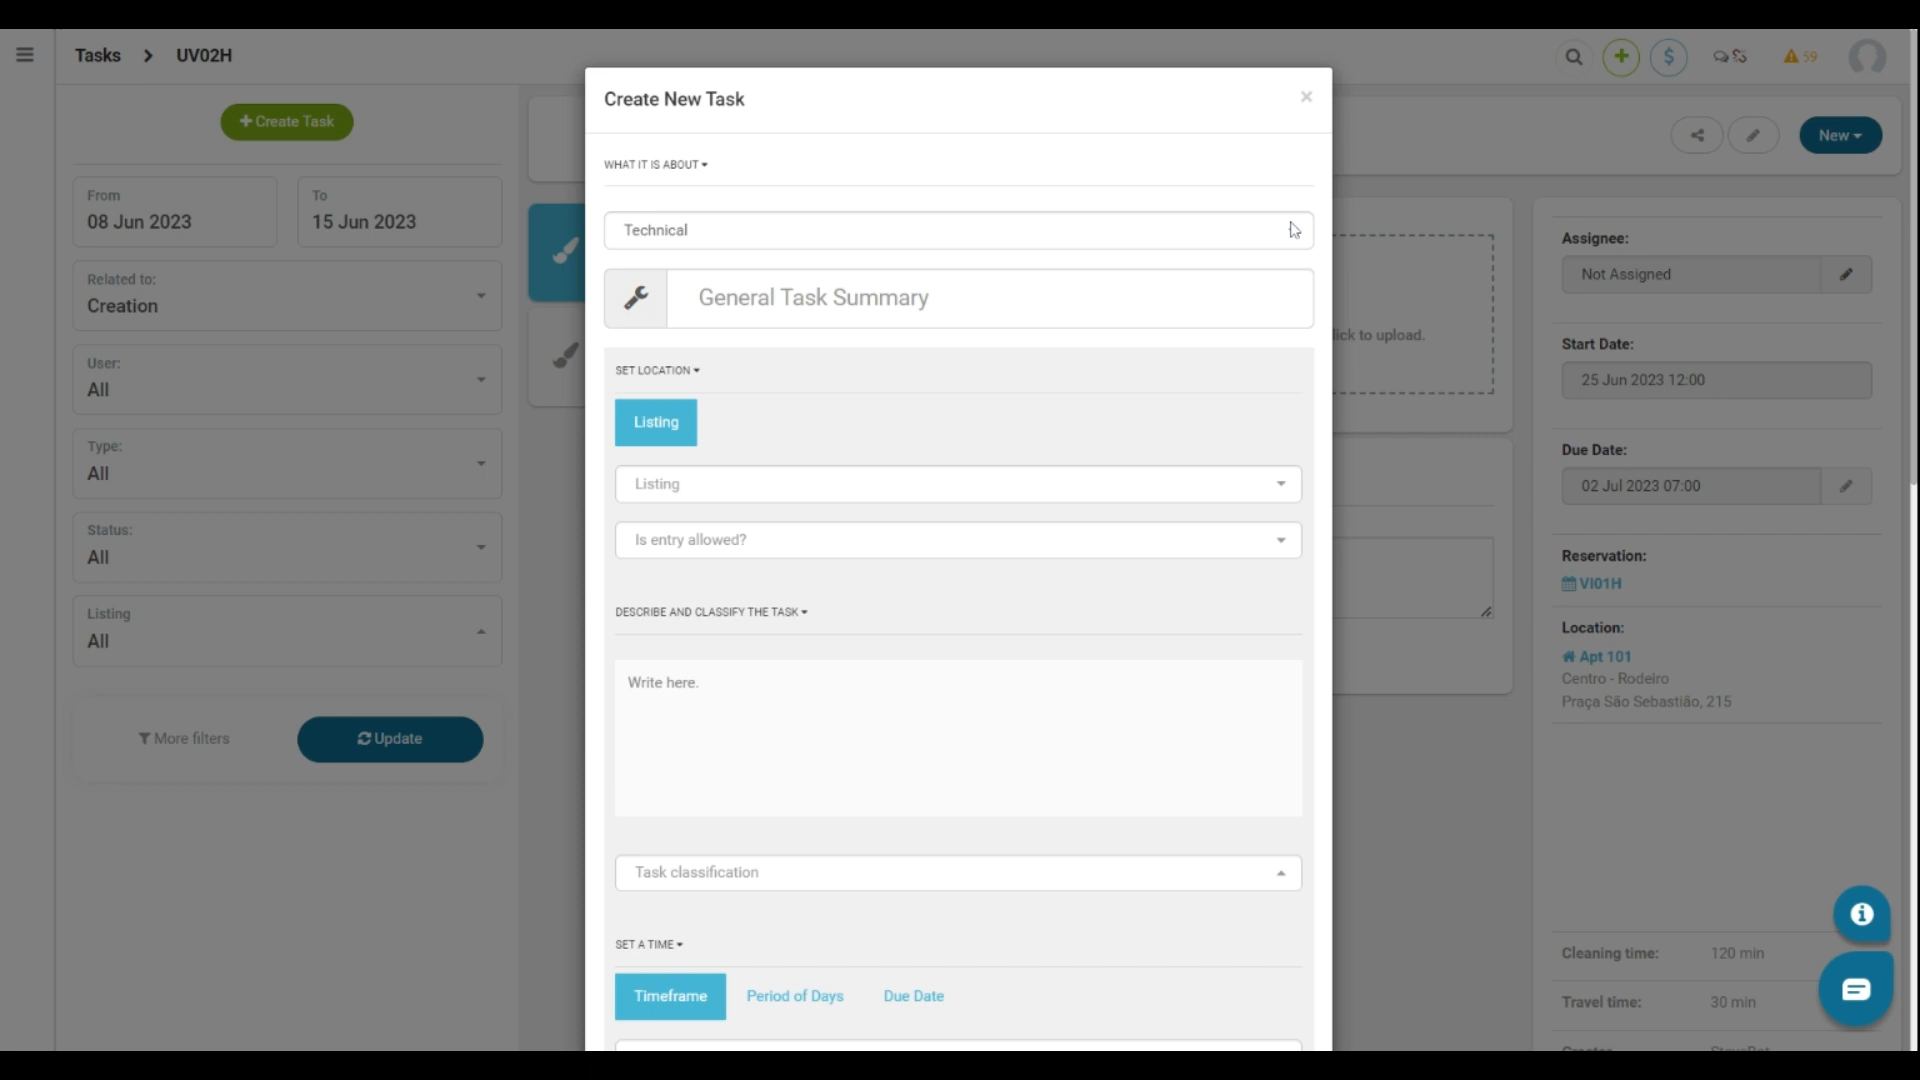 Tasks > UV02H
59
+ Create Task
From
08 Jun 2023
To
15 Jun 2023
Related to:
Creation
User:
All
Type:
All
Status:
All
Listing
All
More filters
Update
Create New Task
×
WHAT IT IS ABOUT
Technical
General Task Summary
SET LOCATION
Listing
Listing
Is entry allowed?
DESCRIBE AND CLASSIFY THE TASK
Write here.
Task classification
SET A TIME
Timeframe
Period of Days
Due Date
New
lick to upload.
Assignee:
Not Assigned
Start Date:
25 Jun 2023 12:00
Due Date:
02 Jul 2023 07:00
Reservation:
VI01H
Location:
Apt 101
Centro - Rodeiro
Praça São Sebastião, 215
Cleaning time: 120 min
Travel time: 30 min